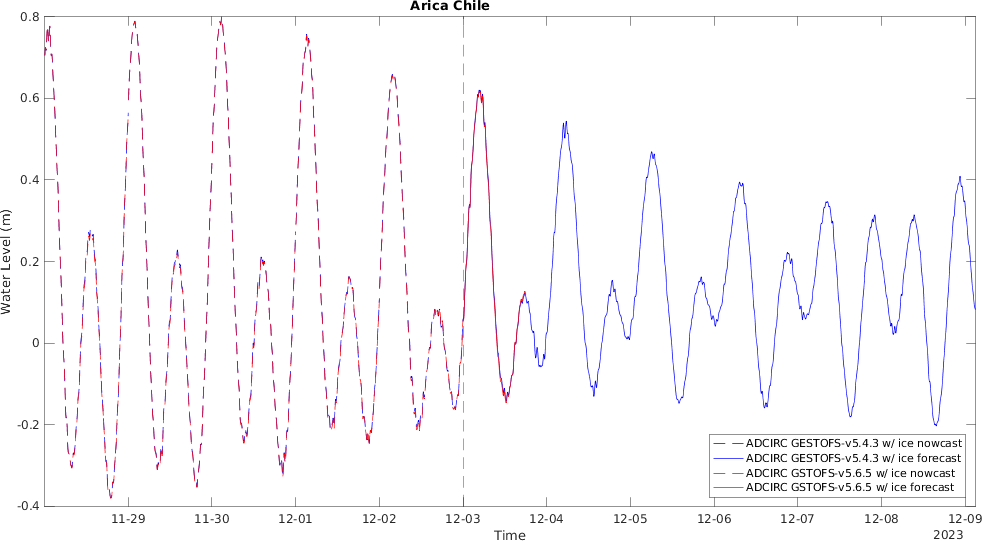 Arica Chile
Water Level (m)
0.8
0.6
0.4
0.2
0
-0.2
-0.4
11-29 11-30 12-01 12-02 12-03 12-04 12-05 12-06 12-07 12-08 12-09
2023
Time
ADCIRC GESTOFS-v5.4.3 w/ ice nowcast
ADCIRC GESTOFS-v5.4.3 w/ ice forecast
ADCIRC GSTOFS-v5.6.5 w/ ice nowcast
ADCIRC GSTOFS-v5.6.5 w/ ice forecast